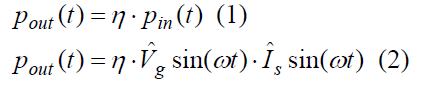 p_out(t) = η · p_in(t) (1)
p_out(t) = η · V̂_g sin(ωt) · Î_s sin(ωt) (2)